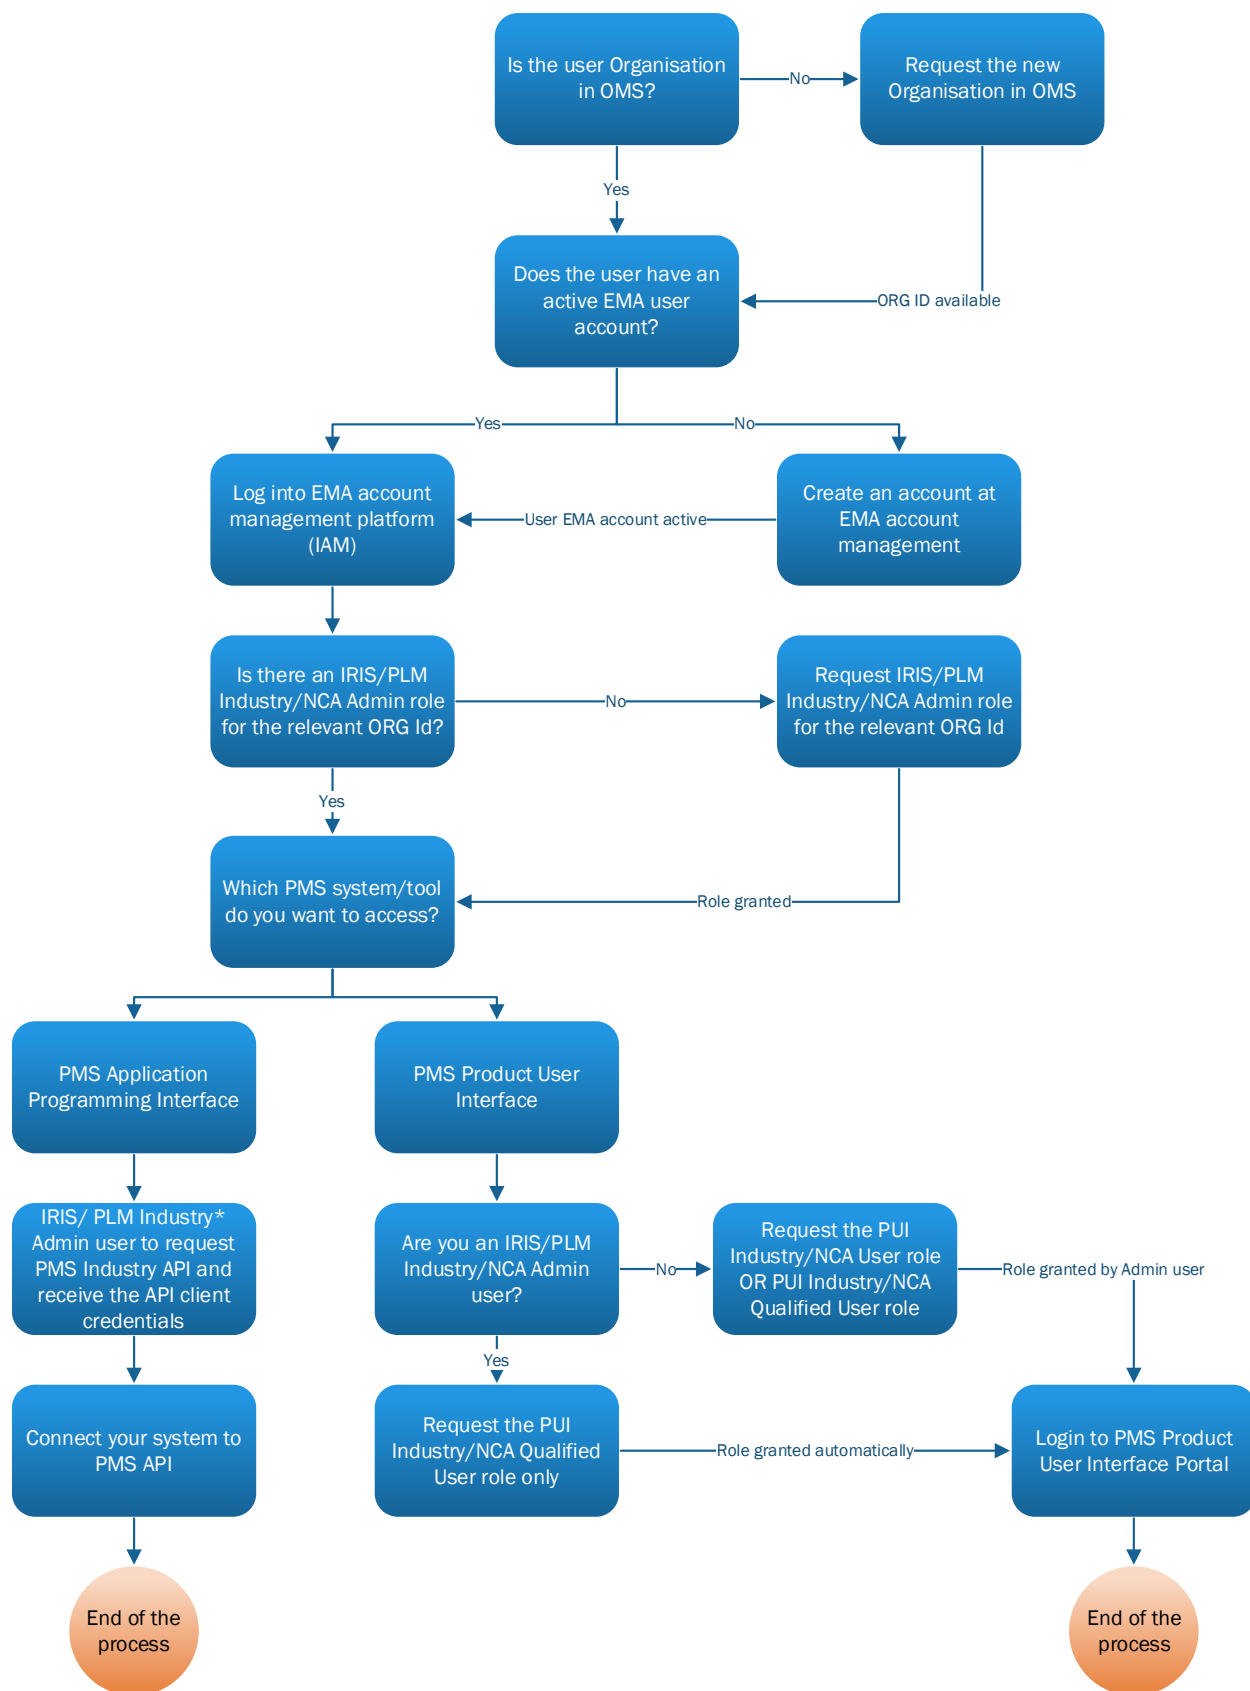 Is the user Organisation
in OMS?
No
Request the new
Organisation in OMS
Yes
Does the user have an
active EMA user
account?
ORG ID available
Yes
No
Log into EMA account
management platform
(IAM)
User EMA account active
Create an account at
EMA account
management
Is there an IRIS/PLM
Industry/NCA Admin role
for the relevant ORG Id?
No
Request IRIS/PLM
Industry/NCA Admin role
for the relevant ORG Id
Yes
Which PMS system/tool
do you want to access?
Role granted
PMS Application
Programming Interface
PMS Product User
Interface
IRIS/ PLM Industry*
Admin user to request
PMS Industry API and
receive the API client
credentials
Are you an IRIS/PLM
Industry/NCA Admin
user?
No
Request the PUI
Industry/NCA User role
OR PUI Industry/NCA
Qualified User role
Role granted by Admin user
Yes
Connect your system to
PMS API
Request the PUI
Industry/NCA Qualified
User role only
Role granted automatically
Login to PMS Product
User Interface Portal
End of the
process
End of the
process